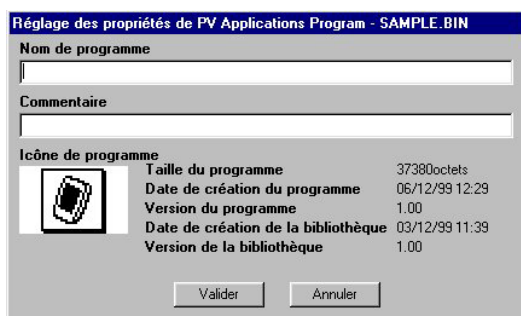 Réglage des propriétés de PV Applications Program - SAMPLE.BIN
Nom de programme
Commentaire
Icône de programme
Taille du programme 37380octets
Date de création du programme 06/12/99 12:29
Version du programme 1.00
Date de création de la bibliothèque 03/12/99 11:39
Version de la bibliothèque 1.00
Valider Annuler